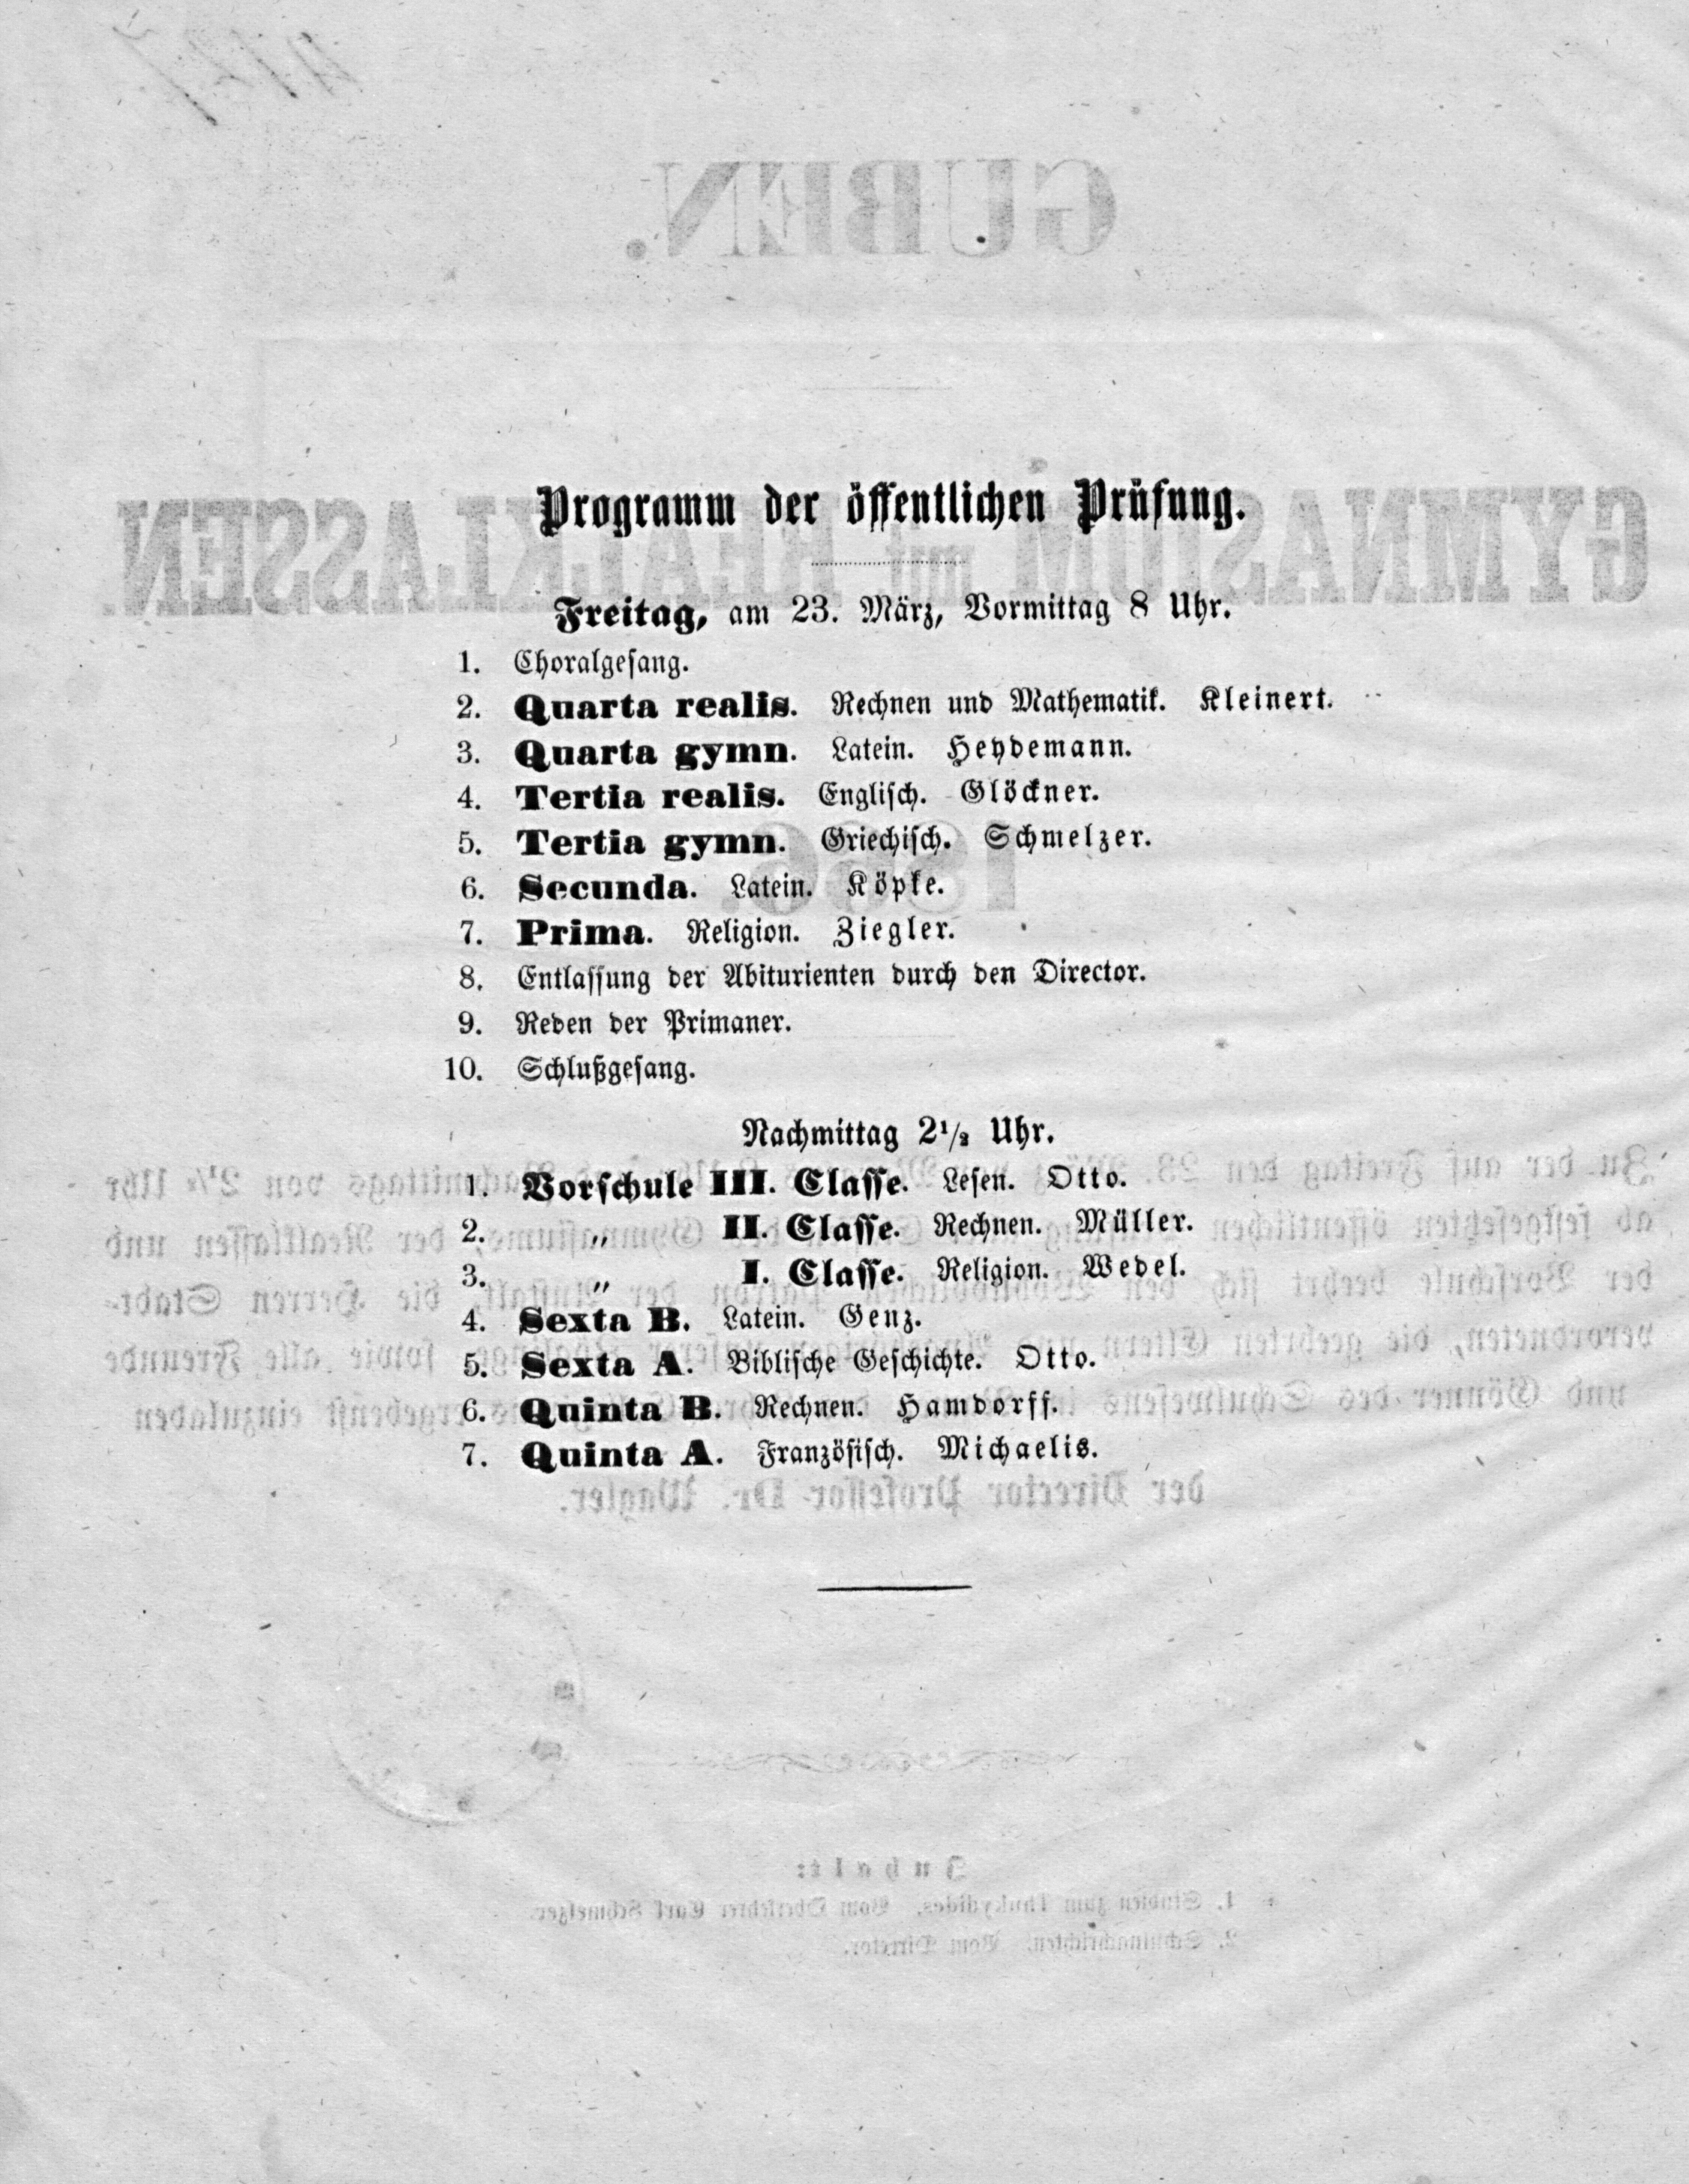 Programm der öffentlichen Prüfung.
Freitag, am 23. März, Vormittag 8 Uhr.
1. Choralgesang.
2. Quarta realis. Rechnen und Mathematik. Kleinert.
3. Quarta gymn. Latein. Heydemann.
4. Tertia realis. Englisch. Glöckner.
5. Tertia gymn. Griechisch. Schmelzer.
6. Secunda. Latein. Köpke.
7. Prima. Religion. Ziegler.
8. Entlassung der Abiturienten durch den Director.
9. Reden der Primaner.
10. Schlußgesang.
Nachmittag 2 1/2 Uhr.
1. Vorschule III. Classe. Lesen. Otto.
2. „ II. Classe. Rechnen. Müller.
3. „ I. Classe. Religion. Wedel.
4. Sexta B. Latein. Genz.
5. Sexta A. Biblische Geschichte. Otto.
6. Quinta B. Rechnen. Hamdorff.
7. Quinta A. Französisch. Michaelis.